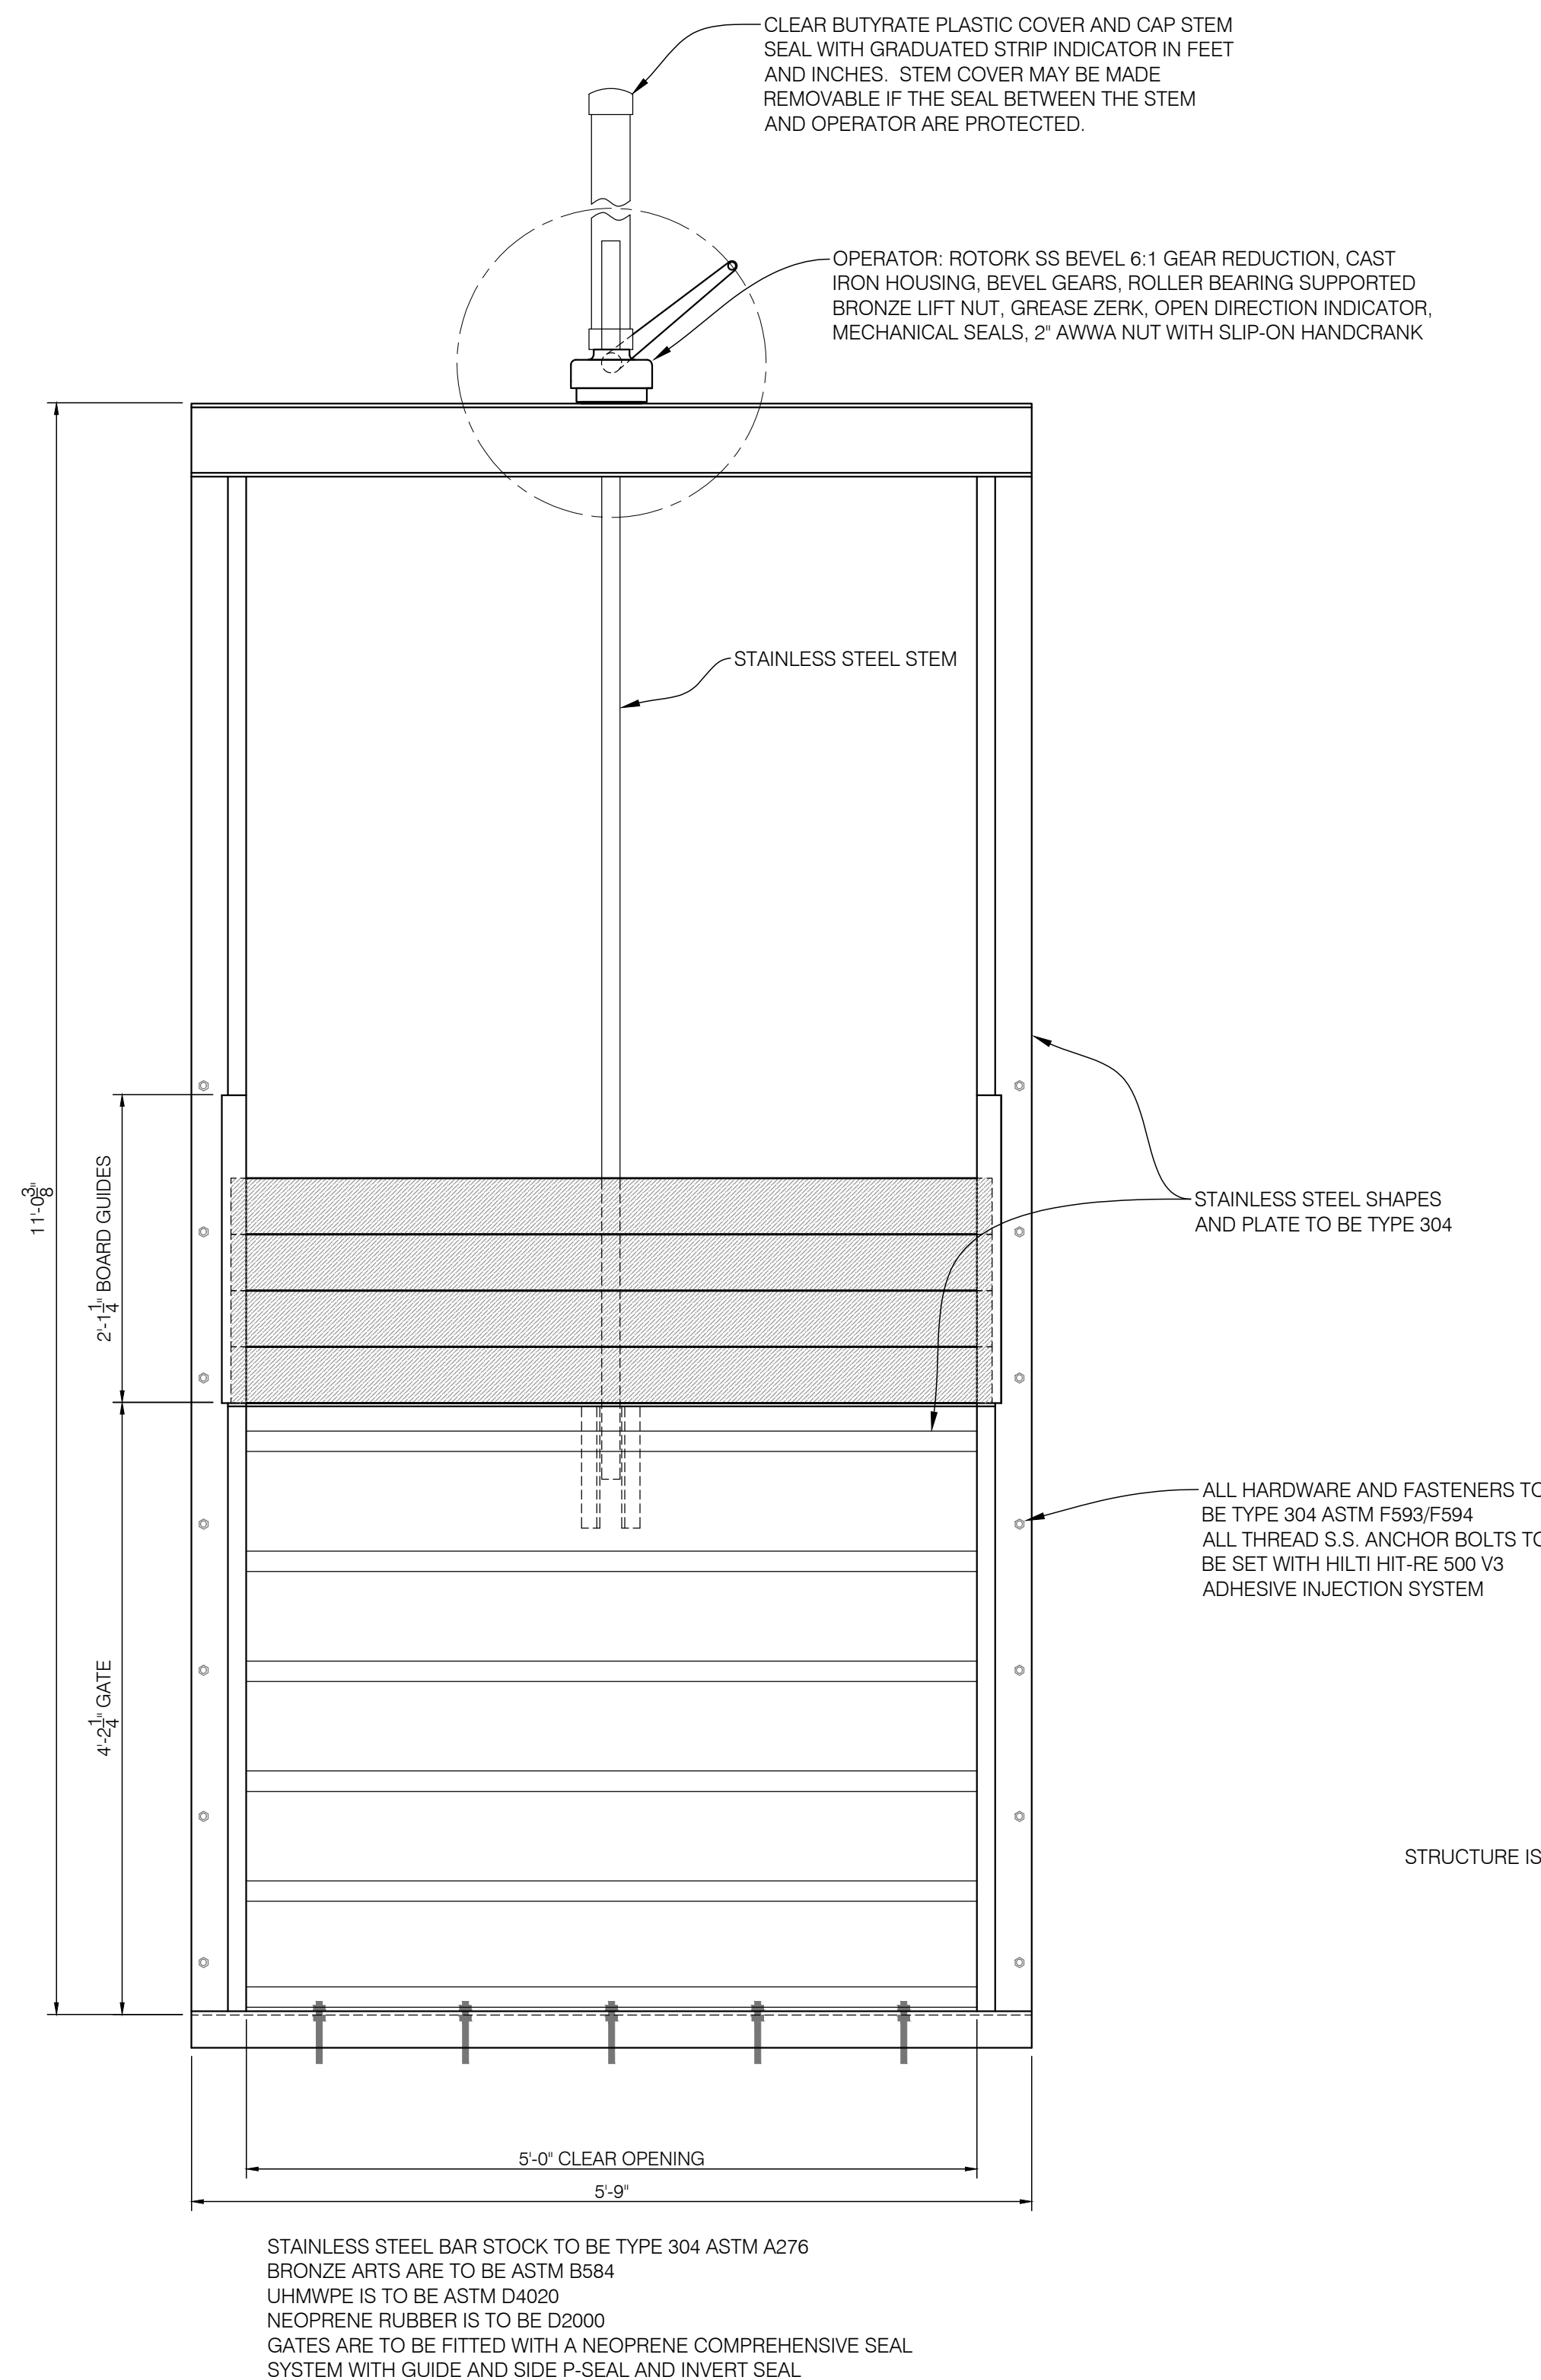 CLEAR BUTYRATE PLASTIC COVER AND CAP STEM
SEAL WITH GRADUATED STRIP INDICATOR IN FEET
AND INCHES.  STEM COVER MAY BE MADE
REMOVABLE IF THE SEAL BETWEEN THE STEM
AND OPERATOR ARE PROTECTED.
OPERATOR: ROTORK SS BEVEL 6:1 GEAR REDUCTION, CAST
IRON HOUSING, BEVEL GEARS, ROLLER BEARING SUPPORTED
BRONZE LIFT NUT, GREASE ZERK, OPEN DIRECTION INDICATOR,
MECHANICAL SEALS, 2" AWWA NUT WITH SLIP-ON HANDCRANK
STAINLESS STEEL STEM
11'-0 3/8"
2'-1 1/4" BOARD GUIDES
STAINLESS STEEL SHAPES
AND PLATE TO BE TYPE 304
ALL HARDWARE AND FASTENERS TO
BE TYPE 304 ASTM F593/F594
ALL THREAD S.S. ANCHOR BOLTS TO
BE SET WITH HILTI HIT-RE 500 V3
ADHESIVE INJECTION SYSTEM
4'-2 1/4" GATE
STRUCTURE IS
5'-0" CLEAR OPENING
5'-9"
STAINLESS STEEL BAR STOCK TO BE TYPE 304 ASTM A276
BRONZE ARTS ARE TO BE ASTM B584
UHMWPE IS TO BE ASTM D4020
NEOPRENE RUBBER IS TO BE D2000
GATES ARE TO BE FITTED WITH A NEOPRENE COMPREHENSIVE SEAL
SYSTEM WITH GUIDE AND SIDE P-SEAL AND INVERT SEAL